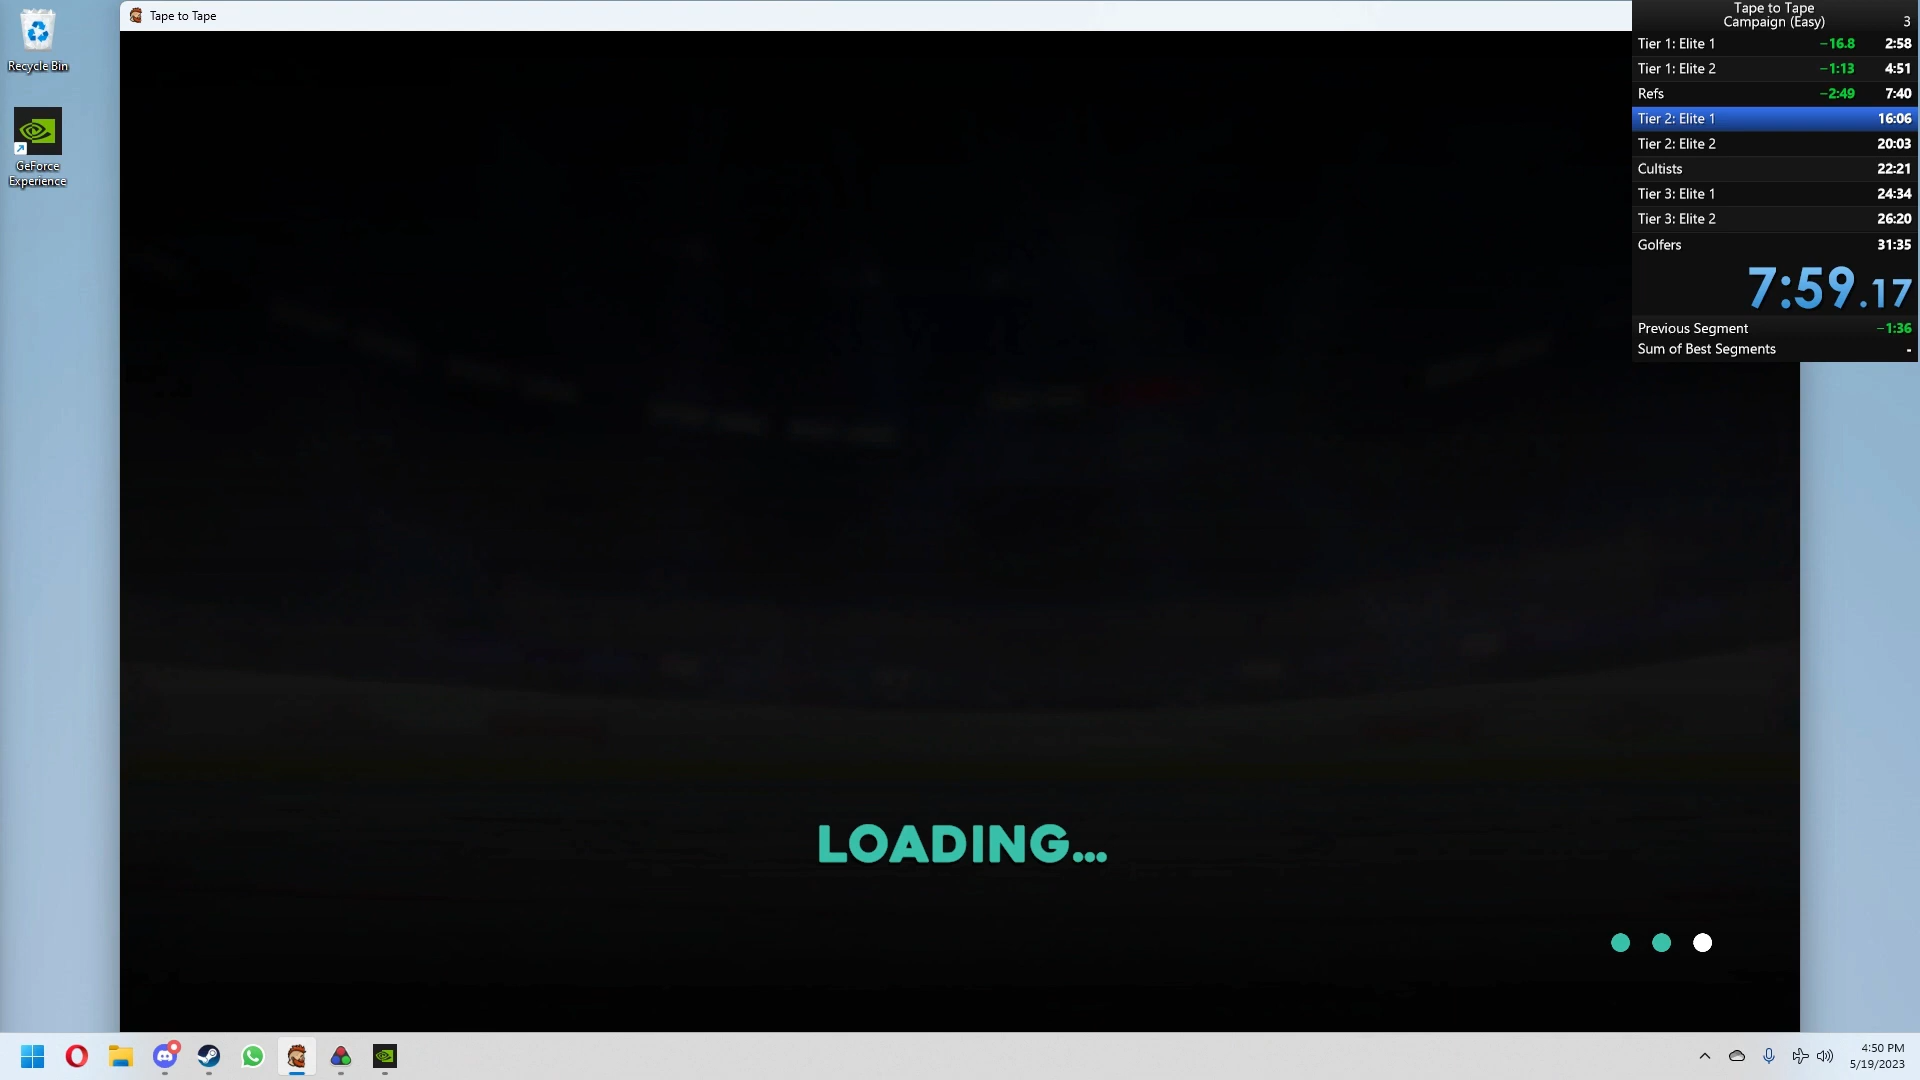 Recycle Bin
GeForce
Experience
Tape to Tape
Tape to Tape
Campaign (Easy) 3
Tier 1: Elite 1 −16.8 2:58
Tier 1: Elite 2 −1:13 4:51
Refs −2:49 7:40
Tier 2: Elite 1 16:06
Tier 2: Elite 2 20:03
Cultists 22:21
Tier 3: Elite 1 24:34
Tier 3: Elite 2 26:20
Golfers 31:35
7:59.17
Previous Segment −1:36
Sum of Best Segments -
LOADING...
4:50 PM
5/19/2023